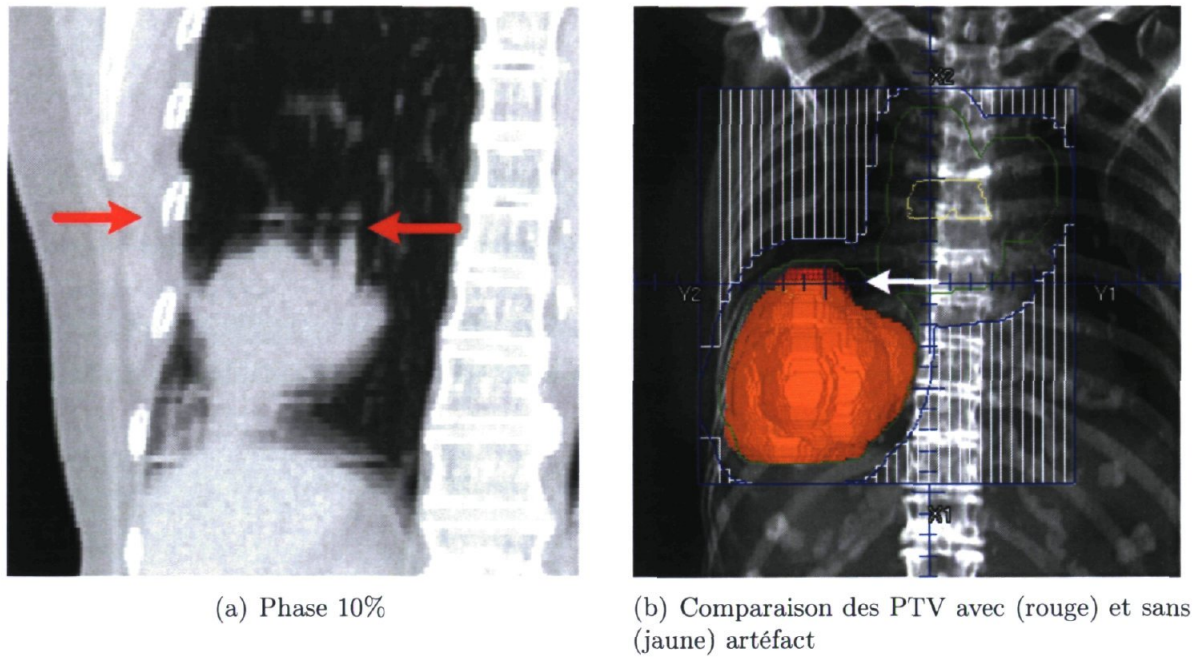 X2
Y2
Y1
X1
(a) Phase 10%
(b) Comparaison des PTV avec (rouge) et sans
(jaune) artéfact